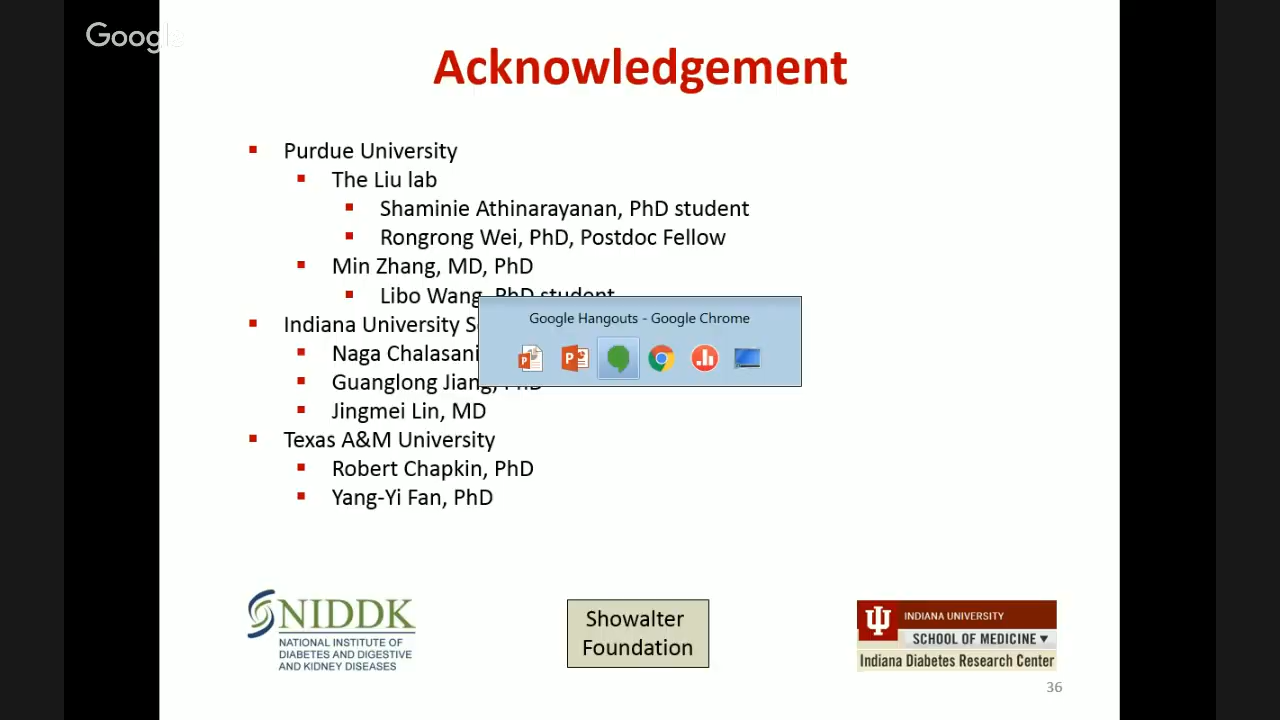 Google
Acknowledgement
Purdue University
The Liu lab
Shaminie Athinarayanan, PhD student
Rongrong Wei, PhD, Postdoc Fellow
Min Zhang, MD, PhD
Libo Wang, PhD student
Google Hangouts - Google Chrome
Indiana University
Naga Chalasani
Guanglong Jiang, PhD
Jingmei Lin, MD
Texas A&M University
Robert Chapkin, PhD
Yang-Yi Fan, PhD
NIDDK
NATIONAL INSTITUTE OF
DIABETES AND DIGESTIVE
AND KIDNEY DISEASES
Showalter
Foundation
INDIANA UNIVERSITY
SCHOOL OF MEDICINE
Indiana Diabetes Research Center
36